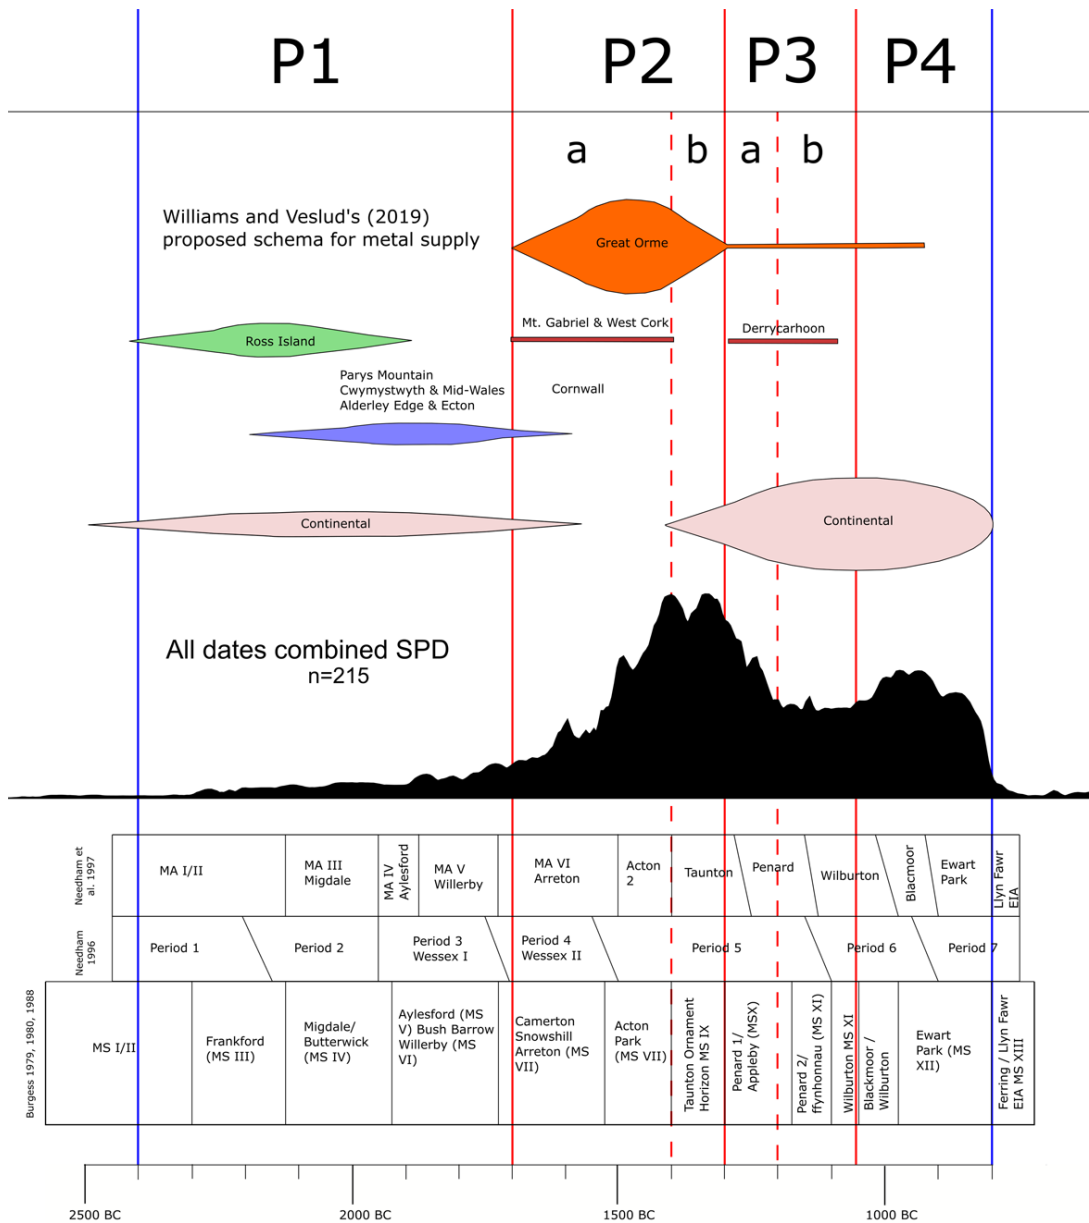 P1
P2
P3
P4
a
b
a
b
Williams and Veslud's (2019)
proposed schema for metal supply
Great Orme
Mt. Gabriel & West Cork
Derrycarhoon
Ross Island
Parys Mountain
Cwymystwyth & Mid-Wales
Alderley Edge & Ecton
Cornwall
Continental
Continental
All dates combined SPD
n=215
Needham et
al. 1997
MA I/II
MA III
Migdale
MA IV
Aylesford
MA V
Willerby
MA VI
Arreton
Acton
2
Taunton
Penard
Wilburton
Blacmoor
Ewart
Park
Llyn Fawr
EIA
Needham
1996
Period 1
Period 2
Period 3
Wessex I
Period 4
Wessex II
Period 5
Period 6
Period 7
Burgess 1979, 1980, 1988
MS I/II
Frankford
(MS III)
Migdale/
Butterwick
(MS IV)
Aylesford (MS
V) Bush Barrow
Willerby (MS
VI)
Camerton
Snowshill
Arreton (MS
VII)
Acton
Park
(MS VII)
Taunton Ornament
Horizon MS IX
Penard 1/
Appleby (MSX)
Penard 2/
ffynhonnau (MS XI)
Wilburton MS XI
Blackmoor /
Wilburton
Ewart
Park (MS
XII)
Ferring / Llyn Fawr
EIA MS XIII
2500 BC
2000 BC
1500 BC
1000 BC